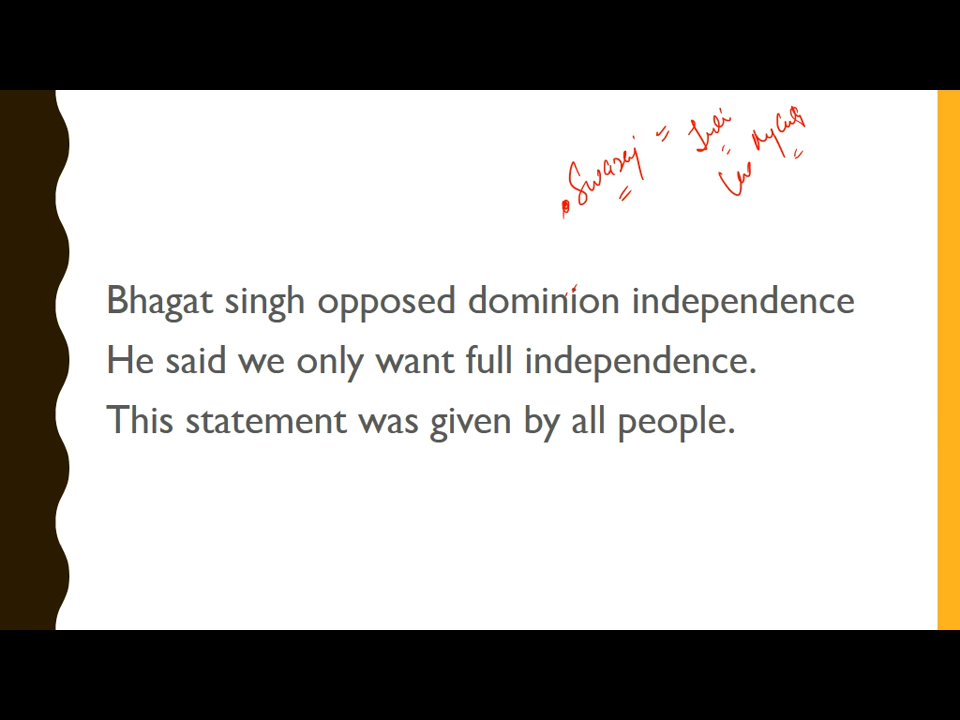 Swaraj =
Bhagat singh opposed dominion independence
He said we only want full independence.
This statement was given by all people.